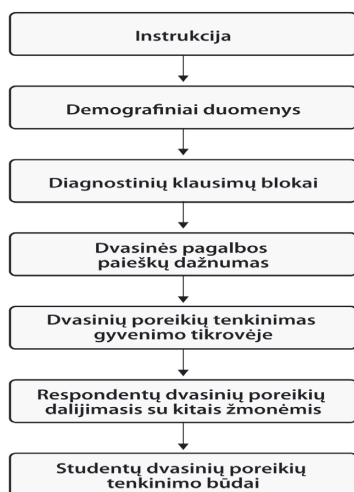 Instrukcija
Demografiniai duomenys
Diagnostinių klausimų blokai
Dvasinės pagalbos
paieškų dažnumas
Dvasinių poreikių tenkinimas
gyvenimo tikrovėje
Respondentų dvasinių poreikių
dalijimasis su kitais žmonėmis
Studentų dvasinių poreikių
tenkinimo būdai